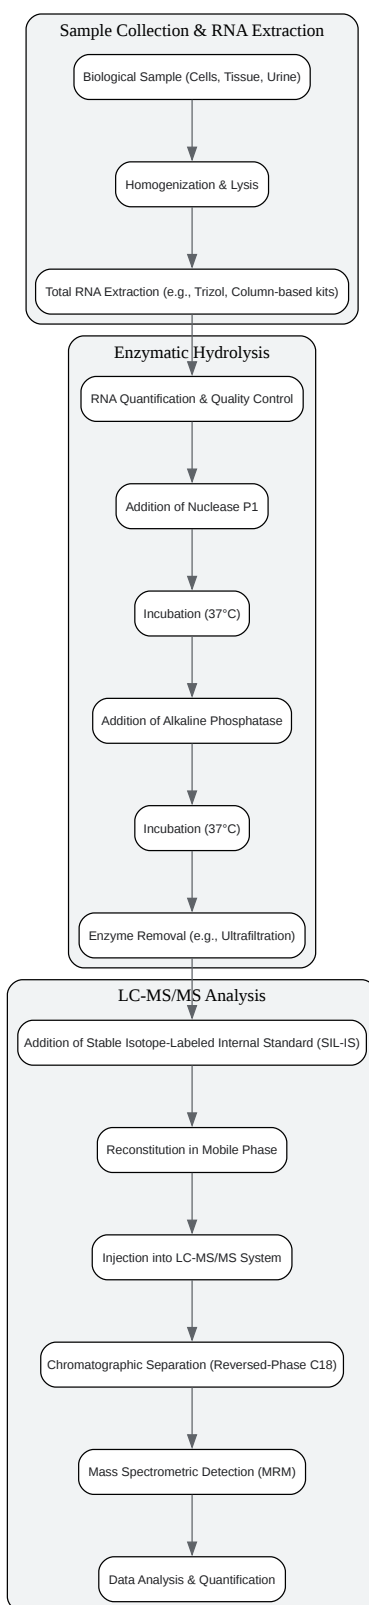 Sample Collection & RNA Extraction
Biological Sample (Cells, Tissue, Urine)
Homogenization & Lysis
Total RNA Extraction (e.g., Trizol, Column-based kits)
Enzymatic Hydrolysis
RNA Quantification & Quality Control
Addition of Nuclease P1
Incubation (37°C)
Addition of Alkaline Phosphatase
Incubation (37°C)
Enzyme Removal (e.g., Ultrafiltration)
LC-MS/MS Analysis
Addition of Stable Isotope-Labeled Internal Standard (SIL-IS)
Reconstitution in Mobile Phase
Injection into LC-MS/MS System
Chromatographic Separation (Reversed-Phase C18)
Mass Spectrometric Detection (MRM)
Data Analysis & Quantification